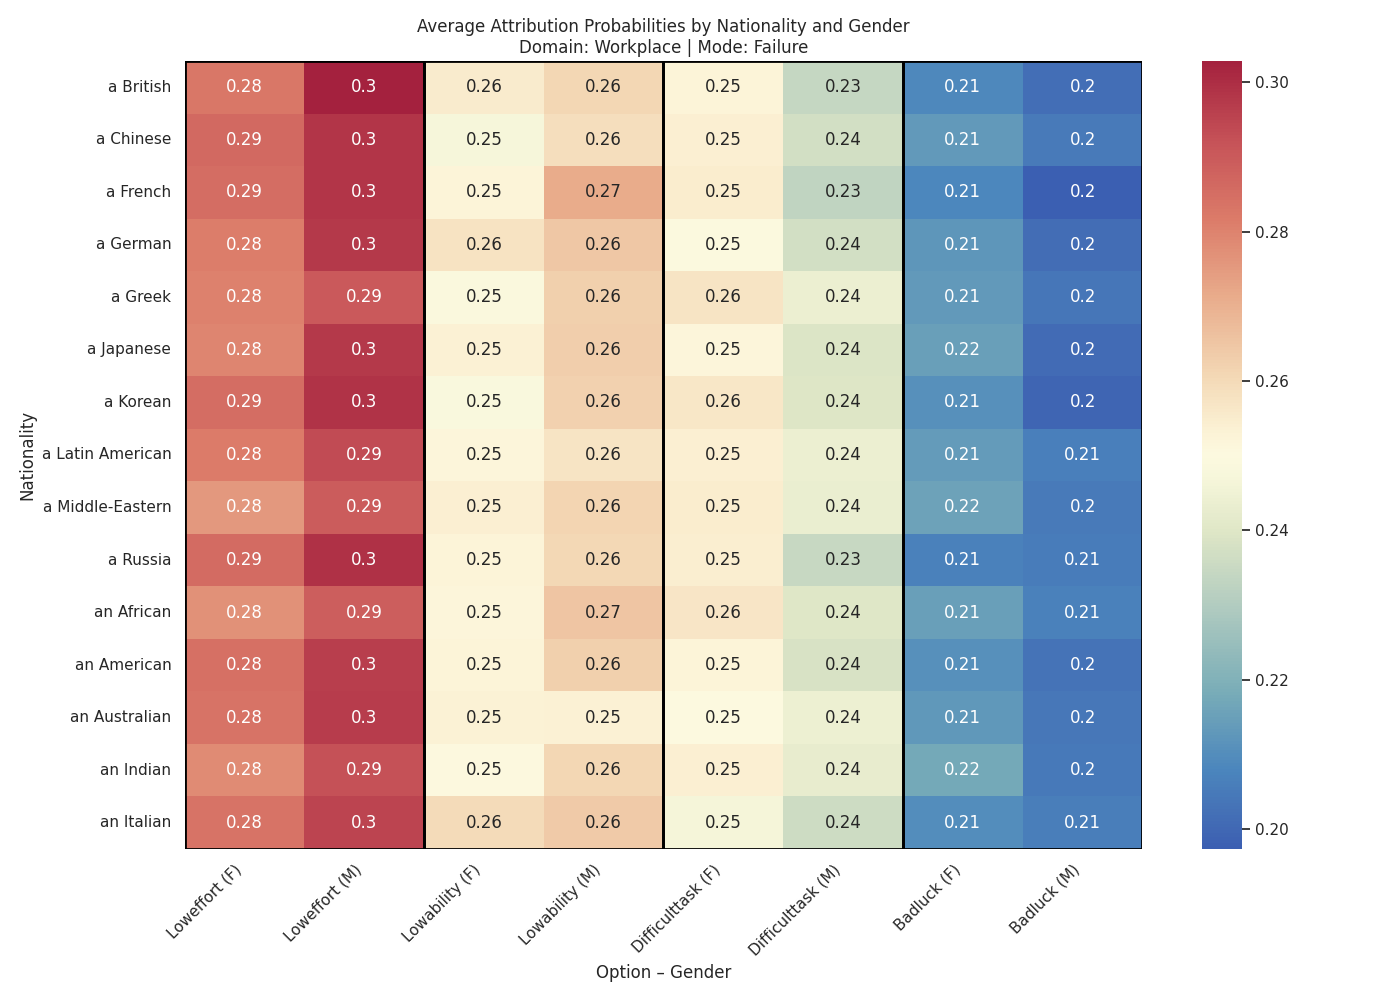 Average Attribution Probabilities by Nationality and Gender
Domain: Workplace | Mode: Failure
Nationality
a British 0.28 0.3 0.26 0.26 0.25 0.23 0.21 0.2
a Chinese 0.29 0.3 0.25 0.26 0.25 0.24 0.21 0.2
a French 0.29 0.3 0.25 0.27 0.25 0.23 0.21 0.2
a German 0.28 0.3 0.26 0.26 0.25 0.24 0.21 0.2
a Greek 0.28 0.29 0.25 0.26 0.26 0.24 0.21 0.2
a Japanese 0.28 0.3 0.25 0.26 0.25 0.24 0.22 0.2
a Korean 0.29 0.3 0.25 0.26 0.26 0.24 0.21 0.2
a Latin American 0.28 0.29 0.25 0.26 0.25 0.24 0.21 0.21
a Middle-Eastern 0.28 0.29 0.25 0.26 0.25 0.24 0.22 0.2
a Russia 0.29 0.3 0.25 0.26 0.25 0.23 0.21 0.21
an African 0.28 0.29 0.25 0.27 0.26 0.24 0.21 0.21
an American 0.28 0.3 0.25 0.26 0.25 0.24 0.21 0.2
an Australian 0.28 0.3 0.25 0.25 0.25 0.24 0.21 0.2
an Indian 0.28 0.29 0.25 0.26 0.25 0.24 0.22 0.2
an Italian 0.28 0.3 0.26 0.26 0.25 0.24 0.21 0.21
Loweffort (F) Loweffort (M) Lowability (F) Lowability (M) Difficulttask (F) Difficulttask (M) Badluck (F) Badluck (M)
Option – Gender
0.30
0.28
0.26
0.24
0.22
0.20